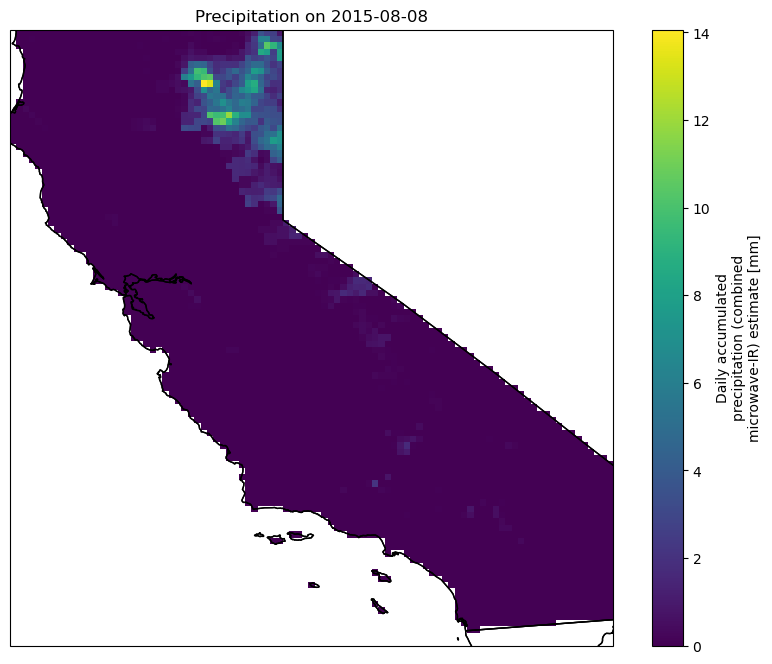 Precipitation on 2015-08-08
14
12
10
8
6
4
2
0
Daily accumulated
precipitation (combined
microwave-IR) estimate [mm]